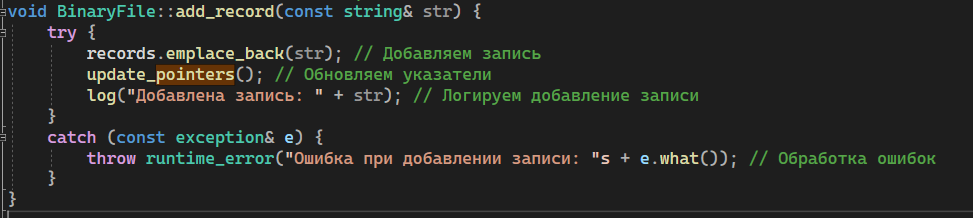 void BinaryFile::add_record(const string& str) {
    try {
        records.emplace_back(str); // Добавляем запись
        update_pointers(); // Обновляем указатели
        log("Добавлена запись: " + str); // Логируем добавление записи
    }
    catch (const exception& e) {
        throw runtime_error("Ошибка при добавлении записи: "s + e.what()); // Обработка ошибок
    }
}